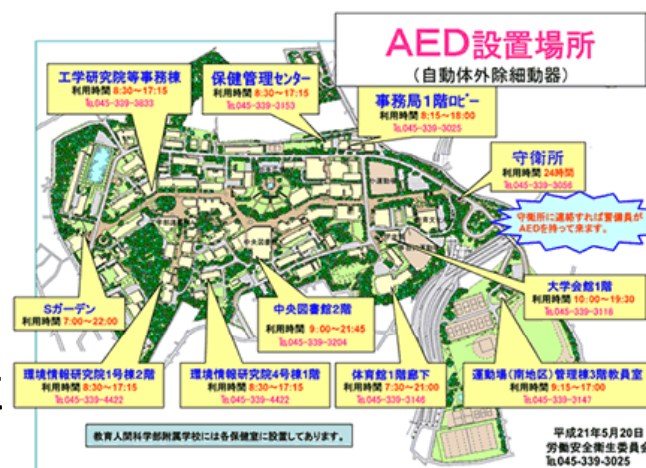 AED設置場所
(自動体外除細動器)
工学研究院等事務棟
利用時間 8:30～17:15
℡045-339-3833
保健管理センター
利用時間 8:30～17:15
℡045-339-3153
事務局1階ロビー
利用時間 8:15～18:00
℡045-339-3025
守衛所
利用時間 24時間
℡045-339-3056
守衛所に連絡すれば警備員が
AEDを持って来ます。
中央図書
大学会館1階
利用時間 10:00～19:30
℡045-339-3118
Sガーデン
利用時間 7:00～22:00
中央図書館2階
利用時間 9:00～21:45
℡045-339-3204
環境情報研究院1号棟2階
利用時間 8:30～17:15
℡045-339-4422
環境情報研究院4号棟1階
利用時間 8:30～17:15
℡045-339-4422
体育館1階廊下
利用時間 7:30～21:00
℡045-339-3146
運動場(南地区)管理棟3階教員室
利用時間 9:15～17:00
℡045-339-3147
教育人間科学部附属学校には各保健室に設置してあります。
平成21年5月20日
労働安全衛生委員会
℡045-339-3025